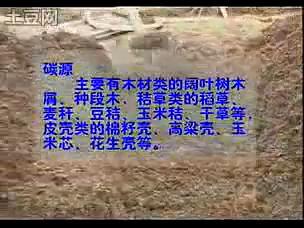 土豆网
碳源
主要有木材类的阔叶树木
屑、种段木、秸草类的稻草、
麦秆、豆秸、玉米秸、干草等，
皮壳类的棉籽壳、高粱壳、玉
米芯、花生壳等。